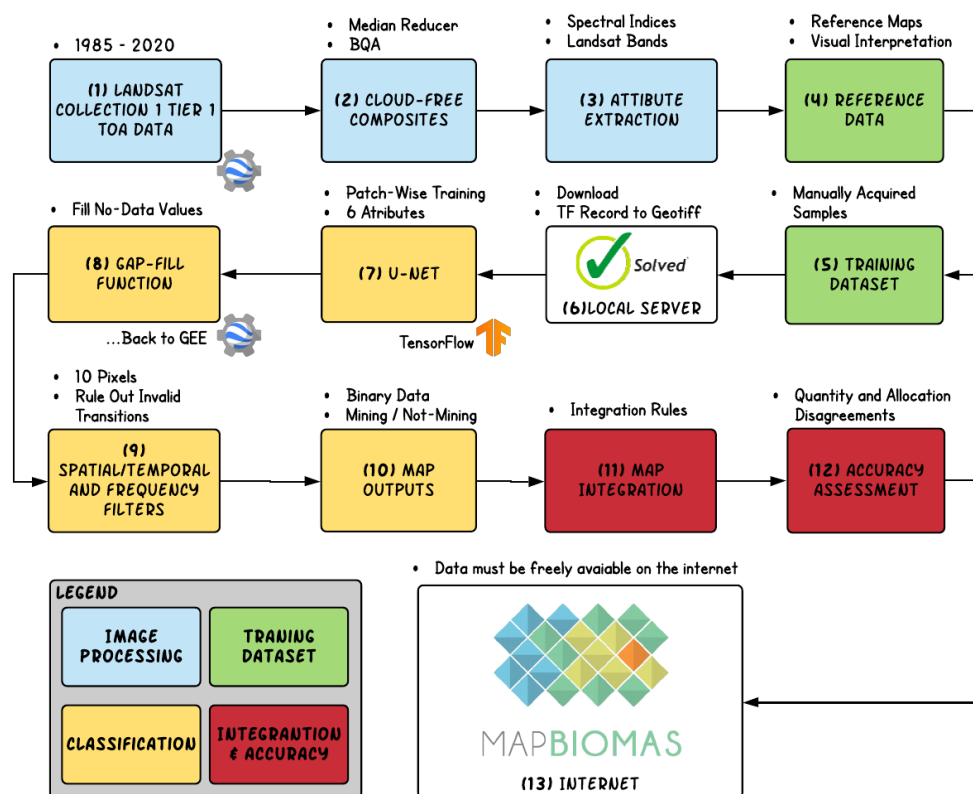 • 1985 - 2020
(1) LANDSAT
COLLECTION 1 TIER 1
TOA DATA
• Median Reducer
• BQA
(2) CLOUD-FREE
COMPOSITES
• Spectral Indices
• Landsat Bands
(3) ATTIBUTE
EXTRACTION
• Reference Maps
• Visual Interpretation
(4) REFERENCE
DATA
• Manually Acquired
Samples
(5) TRAINING
DATASET
• Download
• TF Record to Geotiff
Solved
(6)LOCAL SERVER
• Patch-Wise Training
• 6 Atributes
(7) U-NET
TensorFlow
• Fill No-Data Values
(8) GAP-FILL
FUNCTION
...Back to GEE
• 10 Pixels
• Rule Out Invalid
Transitions
(9)
SPATIAL/TEMPORAL
AND FREQUENCY
FILTERS
• Binary Data
• Mining / Not-Mining
(10) MAP
OUTPUTS
• Integration Rules
(11) MAP
INTEGRATION
• Quantity and Allocation
Disagreements
(12) ACCURACY
ASSESSMENT
• Data must be freely avaiable on the internet
MAPBIOMAS
(13) INTERNET
LEGEND
IMAGE
PROCESSING
TRANING
DATASET
CLASSIFICATION
INTEGRANTION
& ACCURACY